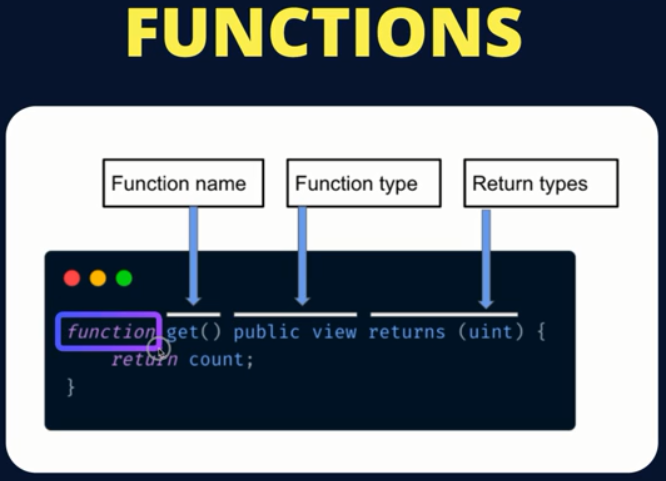 FUNCTIONS
Function name
Function type
Return types
function get() public view returns (uint) {
return count;
}